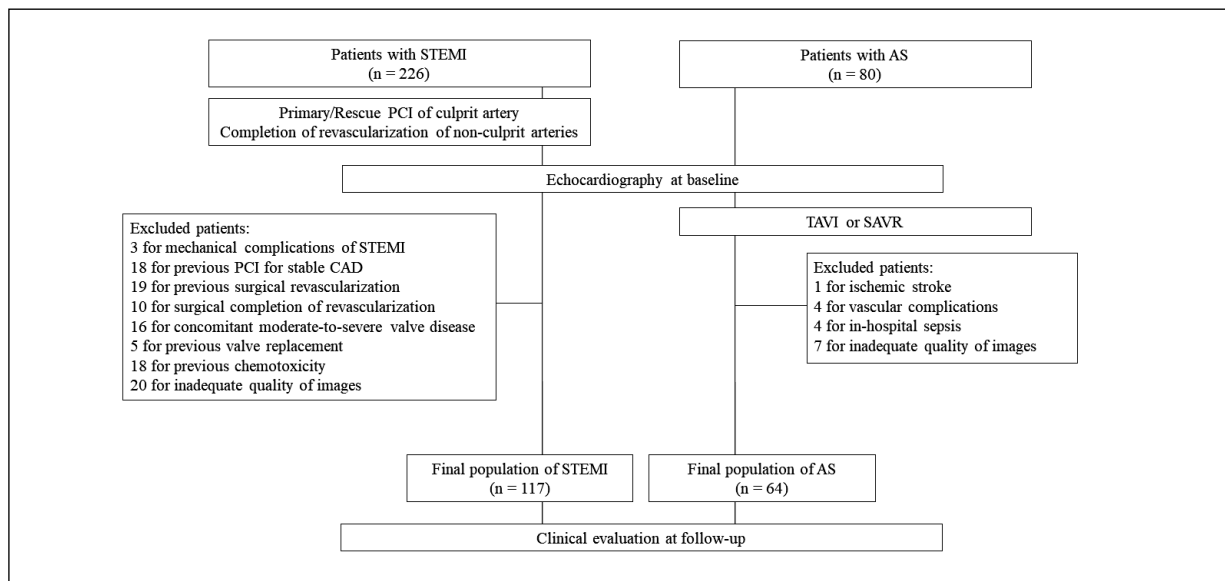 Patients with STEMI
(n = 226)
Patients with AS
(n = 80)
Primary/Rescue PCI of culprit artery
Completion of revascularization of non-culprit arteries
Echocardiography at baseline
TAVI or SAVR
Excluded patients:
3 for mechanical complications of STEMI
18 for previous PCI for stable CAD
19 for previous surgical revascularization
10 for surgical completion of revascularization
16 for concomitant moderate-to-severe valve disease
5 for previous valve replacement
18 for previous chemotoxicity
20 for inadequate quality of images
Excluded patients:
1 for ischemic stroke
4 for vascular complications
4 for in-hospital sepsis
7 for inadequate quality of images
Final population of STEMI
(n = 117)
Final population of AS
(n = 64)
Clinical evaluation at follow-up